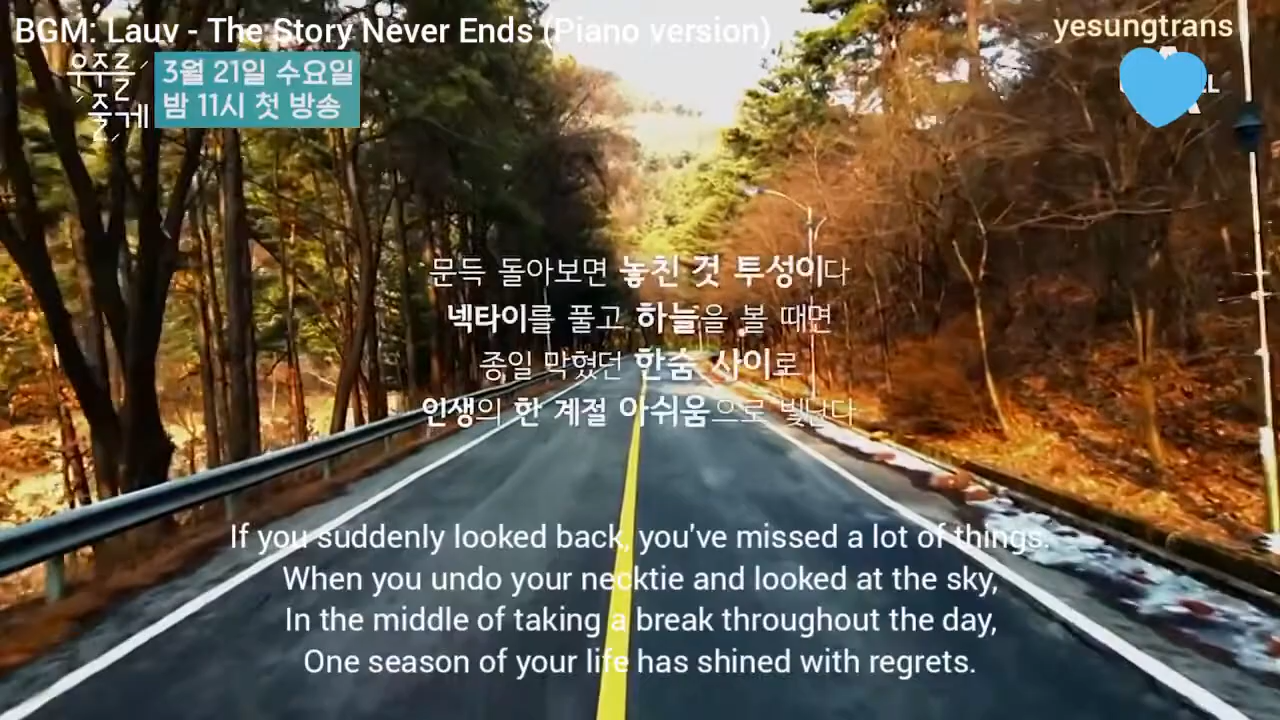 BGM: Lauv - The Story Never Ends (Piano version)
yesungtrans
우주를
줄게
3월 21일 수요일
밤 11시 첫 방송
문득 돌아보면 놓친 것 투성이다
넥타이를 풀고 하늘을 볼 때면
종일 막혔던 한숨 사이로
인생의 한 계절 아쉬움으로 빛난다
If you suddenly looked back, you've missed a lot of things.
When you undo your necktie and looked at the sky,
In the middle of taking a break throughout the day,
One season of your life has shined with regrets.